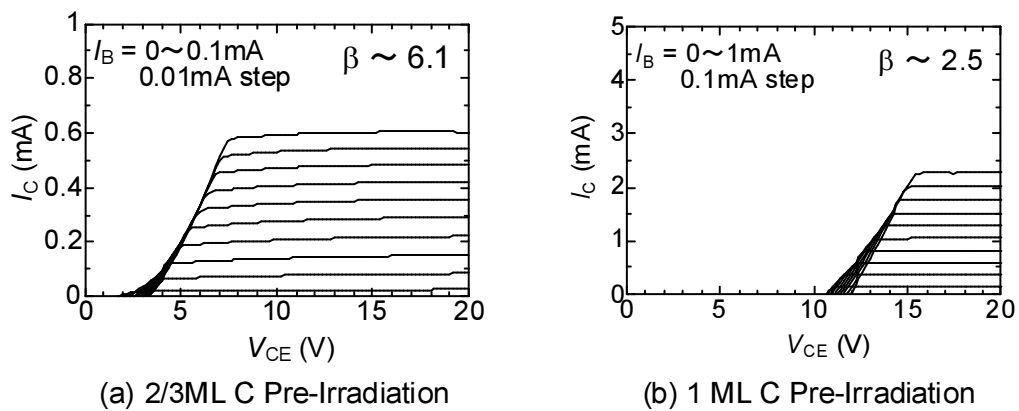 1
0.8
0.6
0.4
0.2
0
I_C (mA)
I_B = 0～0.1mA
0.01mA step
β ～ 6.1
0 5 10 15 20
V_CE (V)
(a) 2/3ML C Pre-Irradiation
5
4
3
2
1
0
I_C (mA)
I_B = 0～1mA
0.1mA step
β ～ 2.5
0 5 10 15 20
V_CE (V)
(b) 1 ML C Pre-Irradiation